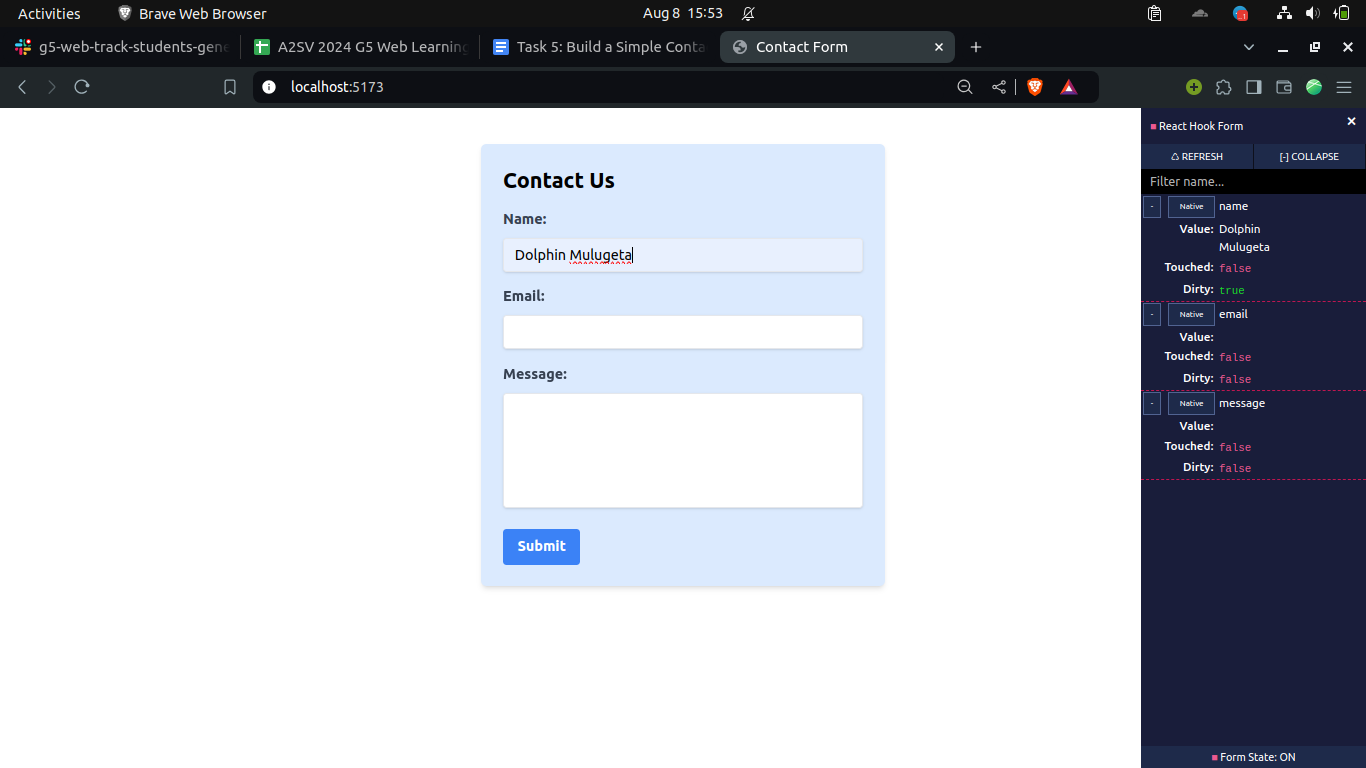 Activities
Brave Web Browser
Aug 8 15:53
g5-web-track-students-gene
A2SV 2024 G5 Web Learning
Task 5: Build a Simple Conta
Contact Form
localhost:5173
Contact Us
Name:
Dolphin Mulugeta
Email:
Message:
Submit
React Hook Form
REFRESH
[-] COLLAPSE
Filter name...
- Native name
Value: Dolphin
Mulugeta
Touched: false
Dirty: true
- Native email
Value:
Touched: false
Dirty: false
- Native message
Value:
Touched: false
Dirty: false
Form State: ON